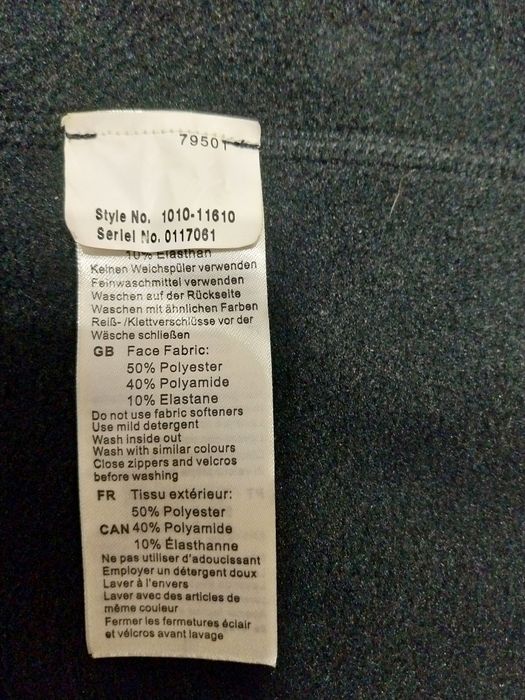 79501
Style No. 1010-11610
Seriel No. 0117061
10% Elasthan
Keinen Weichspüler verwenden
Feinwaschmittel verwenden
Waschen auf der Rückseite
Waschen mit ähnlichen Farben
Reiß- /Klettverschlüsse vor der
Wäsche schließen
GB Face Fabric:
50% Polyester
40% Polyamide
10% Elastane
Do not use fabric softeners
Use mild detergent
Wash inside out
Wash with similar colours
Close zippers and velcros
before washing
FR Tissu extérieur:
50% Polyester
CAN 40% Polyamide
10% Élasthanne
Ne pas utiliser d'adoucissant
Employer un détergent doux
Laver à l'envers
Laver avec des articles de
même couleur
Fermer les fermetures éclair
et vélcros avant lavage